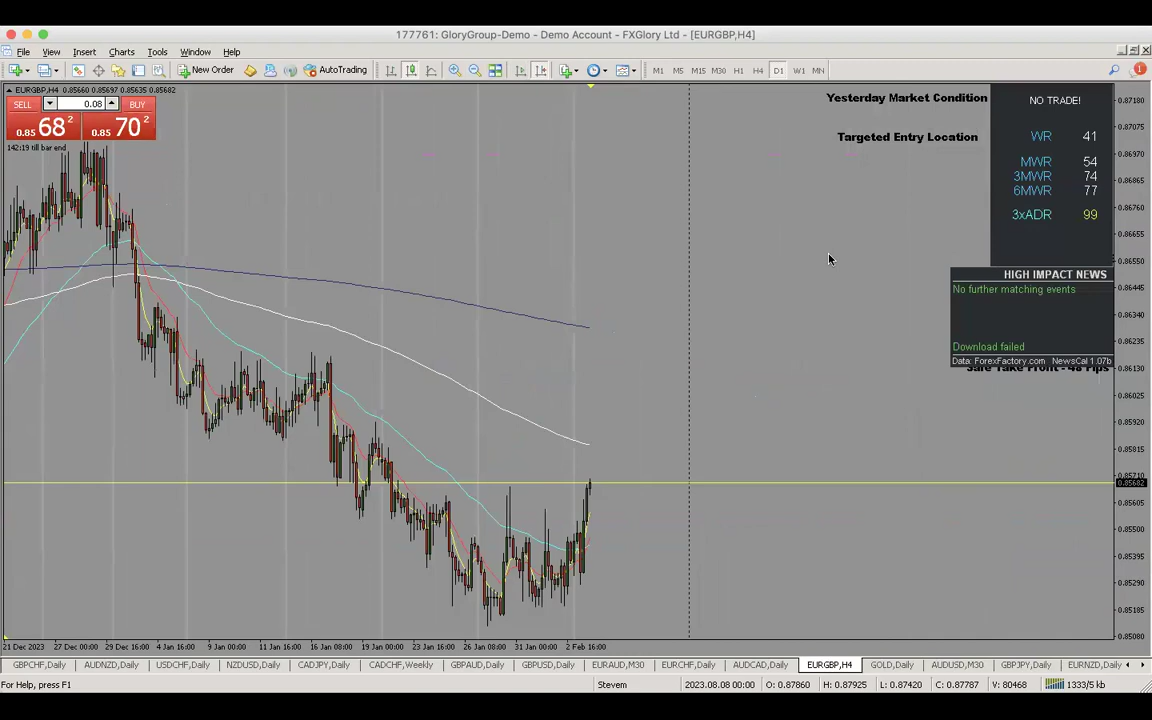 177761: GloryGroup-Demo - Demo Account - FXGlory Ltd - [EURGBP,H4]
File View Insert Charts Tools Window Help
New Order AutoTrading M1 M5 M15 M30 H1 H4 D1 W1 MN 1
EURGBP,H4 0.85660 0.85697 0.85635 0.85682
SELL 0.08 BUY
0.85 68 2 0.85 70 2
142:19 till bar end
Yesterday Market Condition
Targeted Entry Location
NO TRADE!
WR 41
MWR 54
3MWR 74
6MWR 77
3xADR 99
HIGH IMPACT NEWS
No further matching events
Download failed
Data: ForexFactory.com NewsCal 1.07b
Safe Take Profit - 48 Pips
0.87180
0.87075
0.86970
0.86865
0.86760
0.86655
0.86550
0.86445
0.86340
0.86235
0.86130
0.86025
0.85920
0.85815
0.85710
0.85682
0.85605
0.85500
0.85395
0.85290
0.85185
0.85080
21 Dec 2023 27 Dec 00:00 29 Dec 16:00 4 Jan 16:00 9 Jan 00:00 11 Jan 16:00 16 Jan 08:00 19 Jan 00:00 23 Jan 16:00 26 Jan 08:00 31 Jan 00:00 2 Feb 16:00
GBPCHF,Daily AUDNZD,Daily USDCHF,Daily NZDUSD,Daily CADJPY,Daily CADCHF,Weekly GBPAUD,Daily GBPUSD,Daily EURAUD,M30 EURCHF,Daily AUDCAD,Daily EURGBP,H4 GOLD,Daily AUDUSD,M30 GBPJPY,Daily EURNZD,Daily
For Help, press F1 Stevem 2023.08.08 00:00 O: 0.87860 H: 0.87925 L: 0.87420 C: 0.87787 V: 80468 1333/5 kb